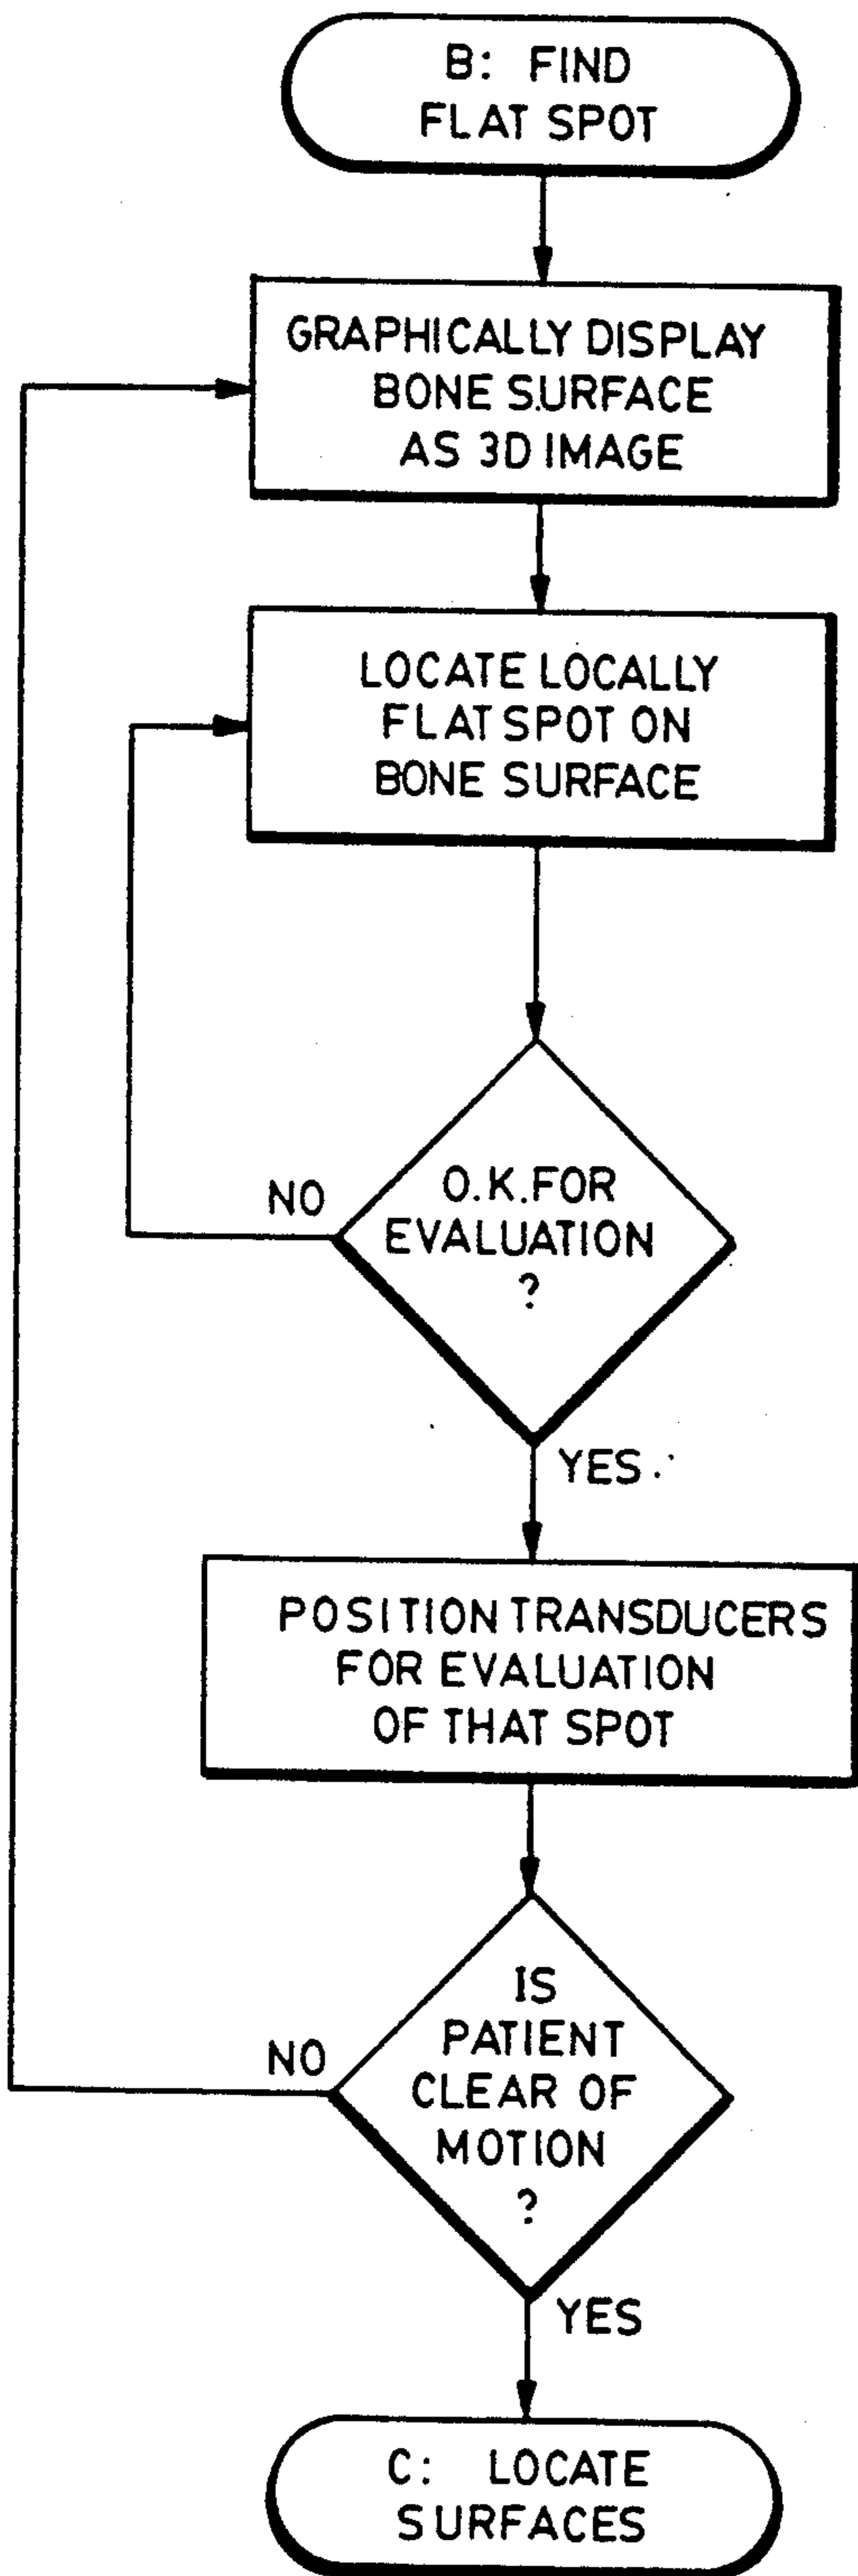 B: FIND
FLAT SPOT
GRAPHICALLY DISPLAY
BONE SURFACE
AS 3D IMAGE
LOCATE LOCALLY
FLAT SPOT ON
BONE SURFACE
NO
O.K. FOR
EVALUATION
?
YES
POSITION TRANSDUCERS
FOR EVALUATION
OF THAT SPOT
NO
IS
PATIENT
CLEAR OF
MOTION
?
YES
C: LOCATE
SURFACES